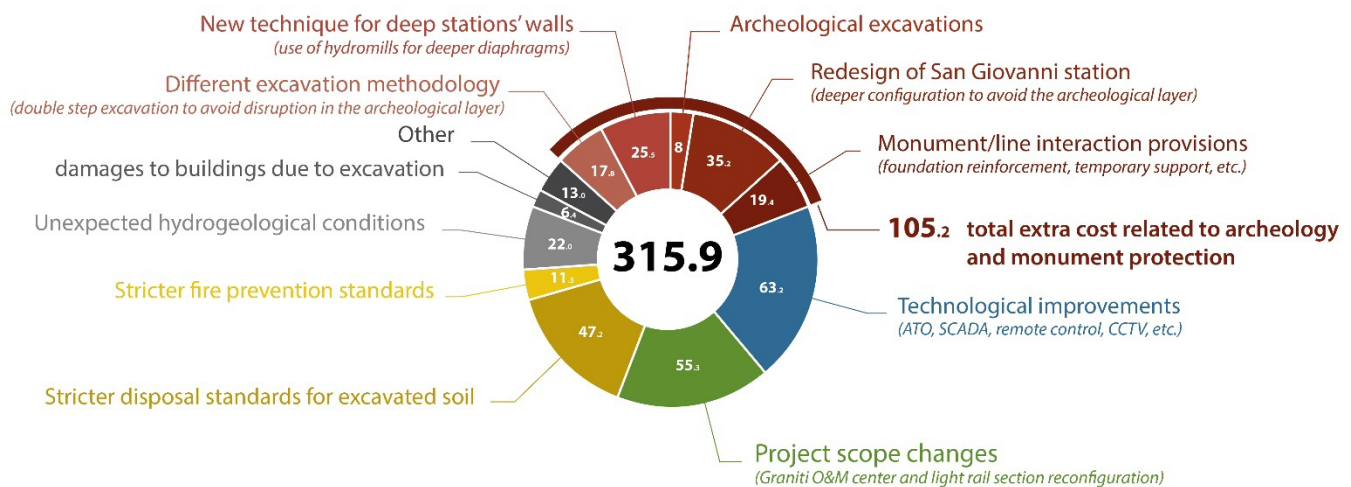 New technique for deep stations' walls
(use of hydromills for deeper diaphragms)
Archeological excavations
Different excavation methodology
(double step excavation to avoid disruption in the archeological layer)
Redesign of San Giovanni station
(deeper configuration to avoid the archeological layer)
Other
Monument/line interaction provisions
(foundation reinforcement, temporary support, etc.)
damages to buildings due to excavation
Unexpected hydrogeological conditions
105.2 total extra cost related to archeology
and monument protection
Stricter fire prevention standards
Technological improvements
(ATO, SCADA, remote control, CCTV, etc.)
Stricter disposal standards for excavated soil
Project scope changes
(Graniti O&M center and light rail section reconfiguration)
8
35.2
19.4
63.2
55.3
47.2
11.3
22.0
6.4
13.0
17.8
25.5
315.9